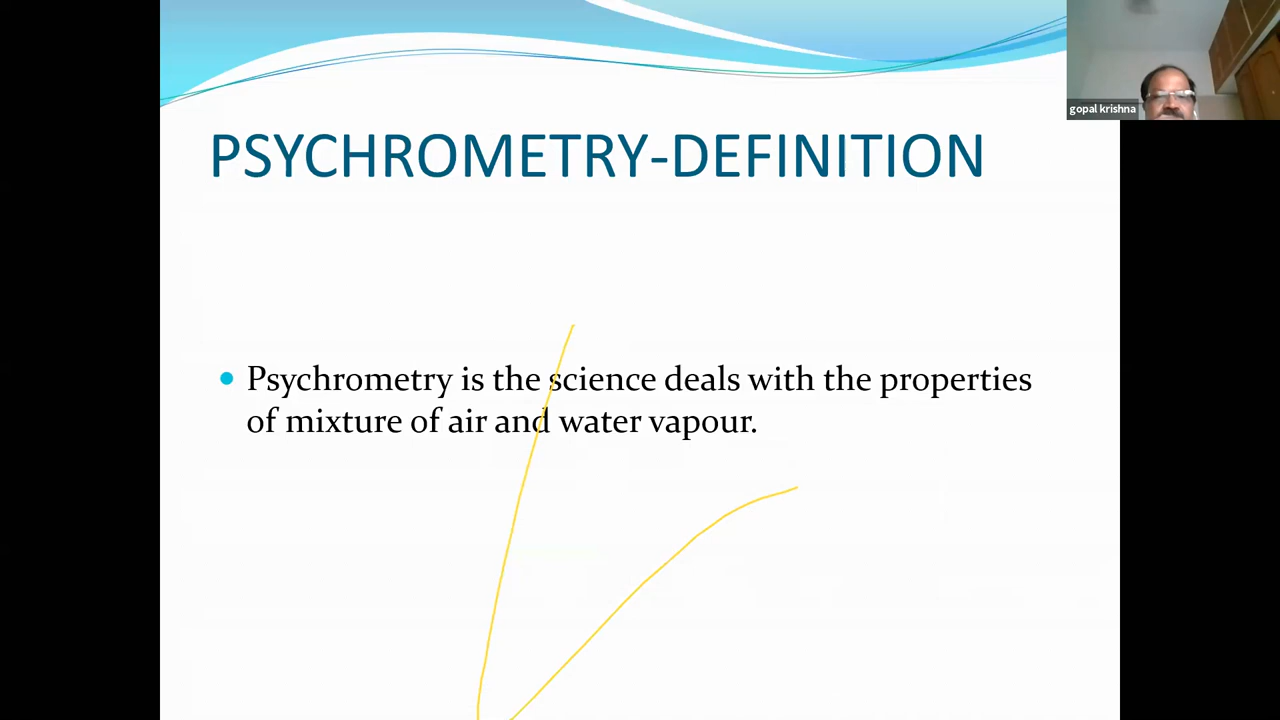 gopal krishna
PSYCHROMETRY-DEFINITION
Psychrometry is the science deals with the properties
of mixture of air and water vapour.